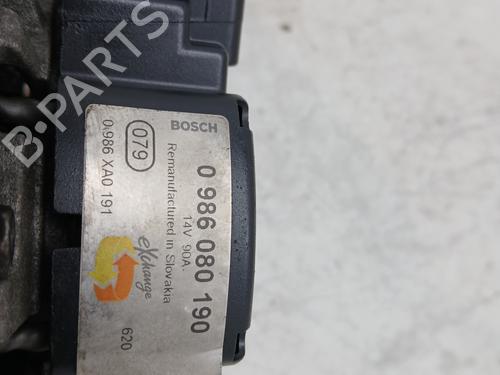 BOSCH
0 986 080 190
14V 90A.
Remanufactured in Slovakia
079
0 986 XA0 191
eXchange
620
B-PARTS